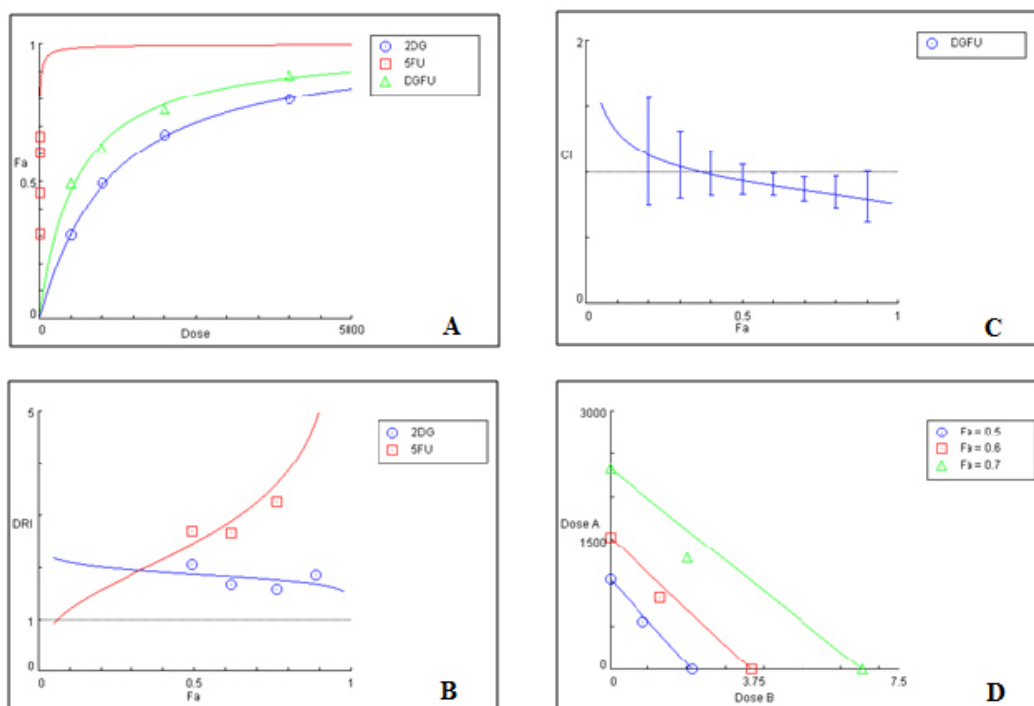 1
Fa
0.5
0
0
Dose
5000
2DG
5FU
DGFU
A
2
CI
0
0
0.5
Fa
1
DGFU
C
5
DRI
1
0
0
0.5
Fa
1
2DG
5FU
B
3000
Dose A
1500
0
0
3.75
Dose B
7.5
Fa = 0.5
Fa = 0.6
Fa = 0.7
D